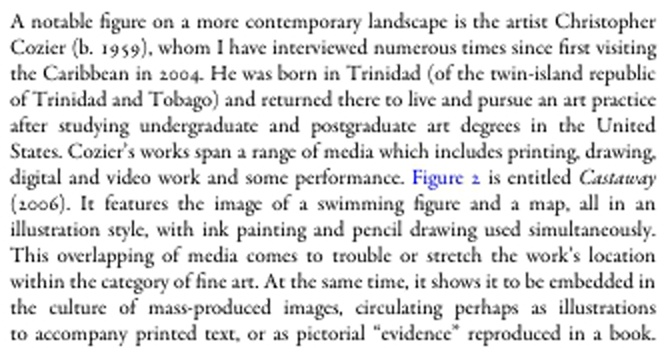 A notable figure on a more contemporary landscape is the artist Christopher
Cozier (b. 1959), whom I have interviewed numerous times since first visiting
the Caribbean in 2004. He was born in Trinidad (of the twin-island republic
of Trinidad and Tobago) and returned there to live and pursue an art practice
after studying undergraduate and postgraduate art degrees in the United
States. Cozier's works span a range of media which includes printing, drawing,
digital and video work and some performance. Figure 2 is entitled Castaway
(2006). It features the image of a swimming figure and a map, all in an
illustration style, with ink painting and pencil drawing used simultaneously.
This overlapping of media comes to trouble or stretch the work's location
within the category of fine art. At the same time, it shows it to be embedded in
the culture of mass-produced images, circulating perhaps as illustrations
to accompany printed text, or as pictorial “evidence” reproduced in a book.